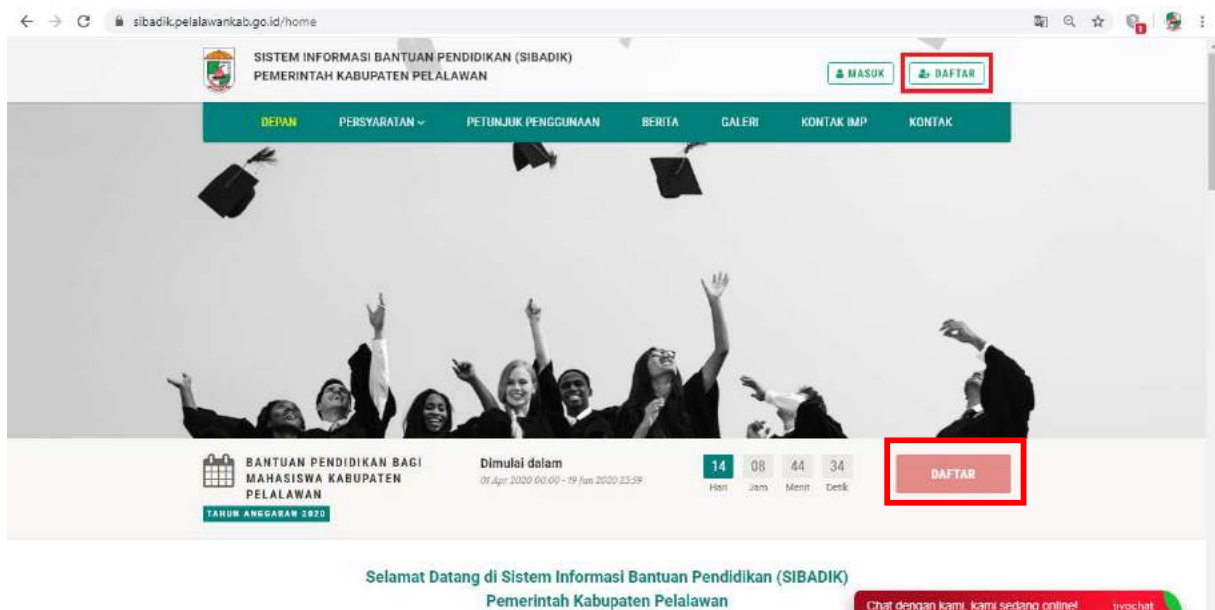 sibadik.pelalawankab.go.id/home
1
SISTEM INFORMASI BANTUAN PENDIDIKAN (SIBADIK)
PEMERINTAH KABUPATEN PELALAWAN
MASUK
DAFTAR
DEPAN PERSYARATAN PETUNJUK PENGGUNAAN BERITA GALERI KONTAK IMP KONTAK
BANTUAN PENDIDIKAN BAGI
MAHASISWA KABUPATEN
PELALAWAN
TAHUN ANGGARAN 2020
Dimulai dalam
01 Apr 2020 00:00 - 19 Jun 2020 23:59
14 08 44 34
Hari Jam Menit Detik
DAFTAR
Selamat Datang di Sistem Informasi Bantuan Pendidikan (SIBADIK)
Pemerintah Kabupaten Pelalawan
Chat dengan kami, kami sedang online!